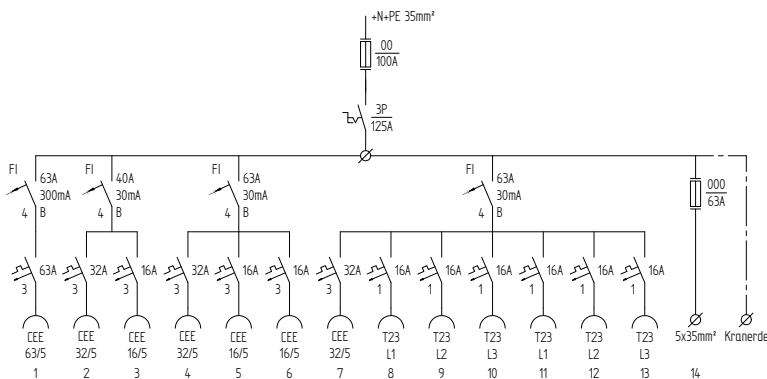 +N+PE 35mm²
00
100A
3P
125A
FI 63A FI 40A FI 63A FI 63A
300mA 30mA 30mA 30mA 000
4 B 4 B 4 B 4 B 63A
63A 32A 16A 32A 16A 16A 32A 16A 16A 16A 16A 16A 16A
3 3 3 3 3 3 3 1 1 1 1 1 1
CEE CEE CEE CEE CEE CEE CEE T23 T23 T23 T23 T23 T23 5x35mm² Kranerde
63/5 32/5 16/5 32/5 16/5 16/5 32/5 L1 L2 L3 L1 L2 L3
1 2 3 4 5 6 7 8 9 10 11 12 13 14